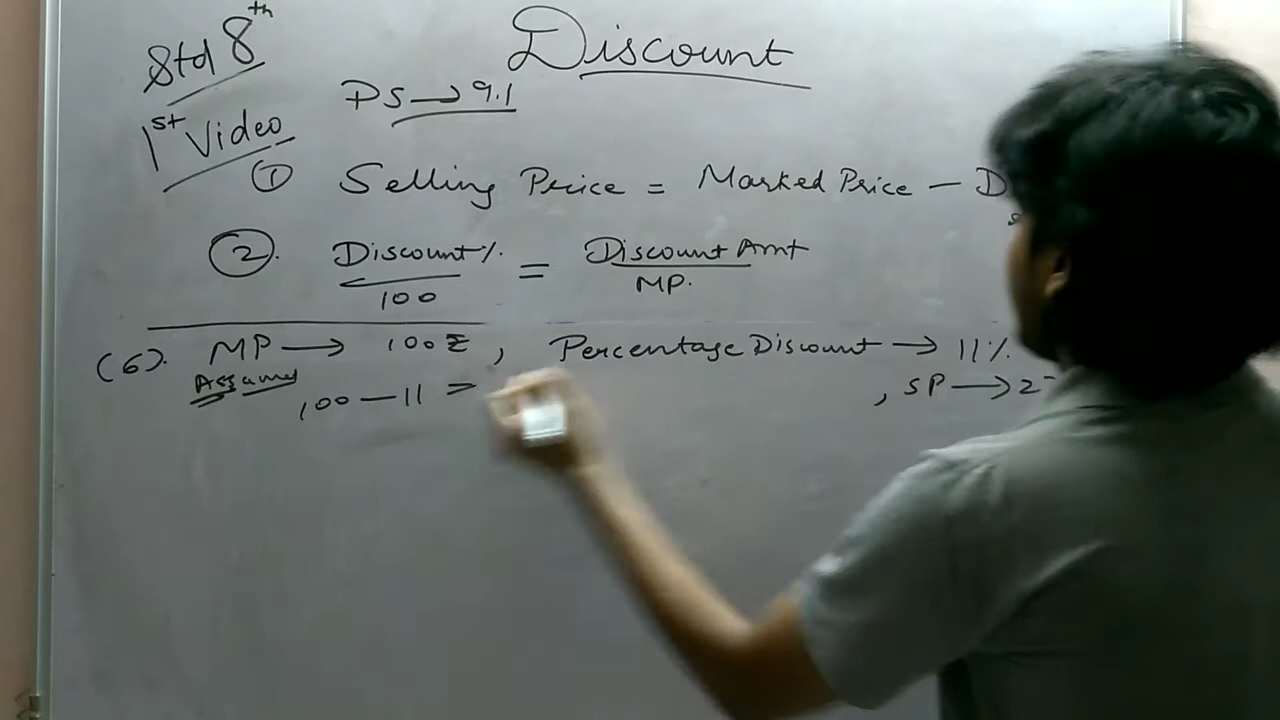 Std 8th
Discount
PS → 9.1
1st Video
① Selling Price = Marked Price - D
② Discount% / 100 = Discount Amt / MP.
(6). MP → 100₹, Percentage Discount → 11%.
Assumed
, SP → 2
100 - 11 =